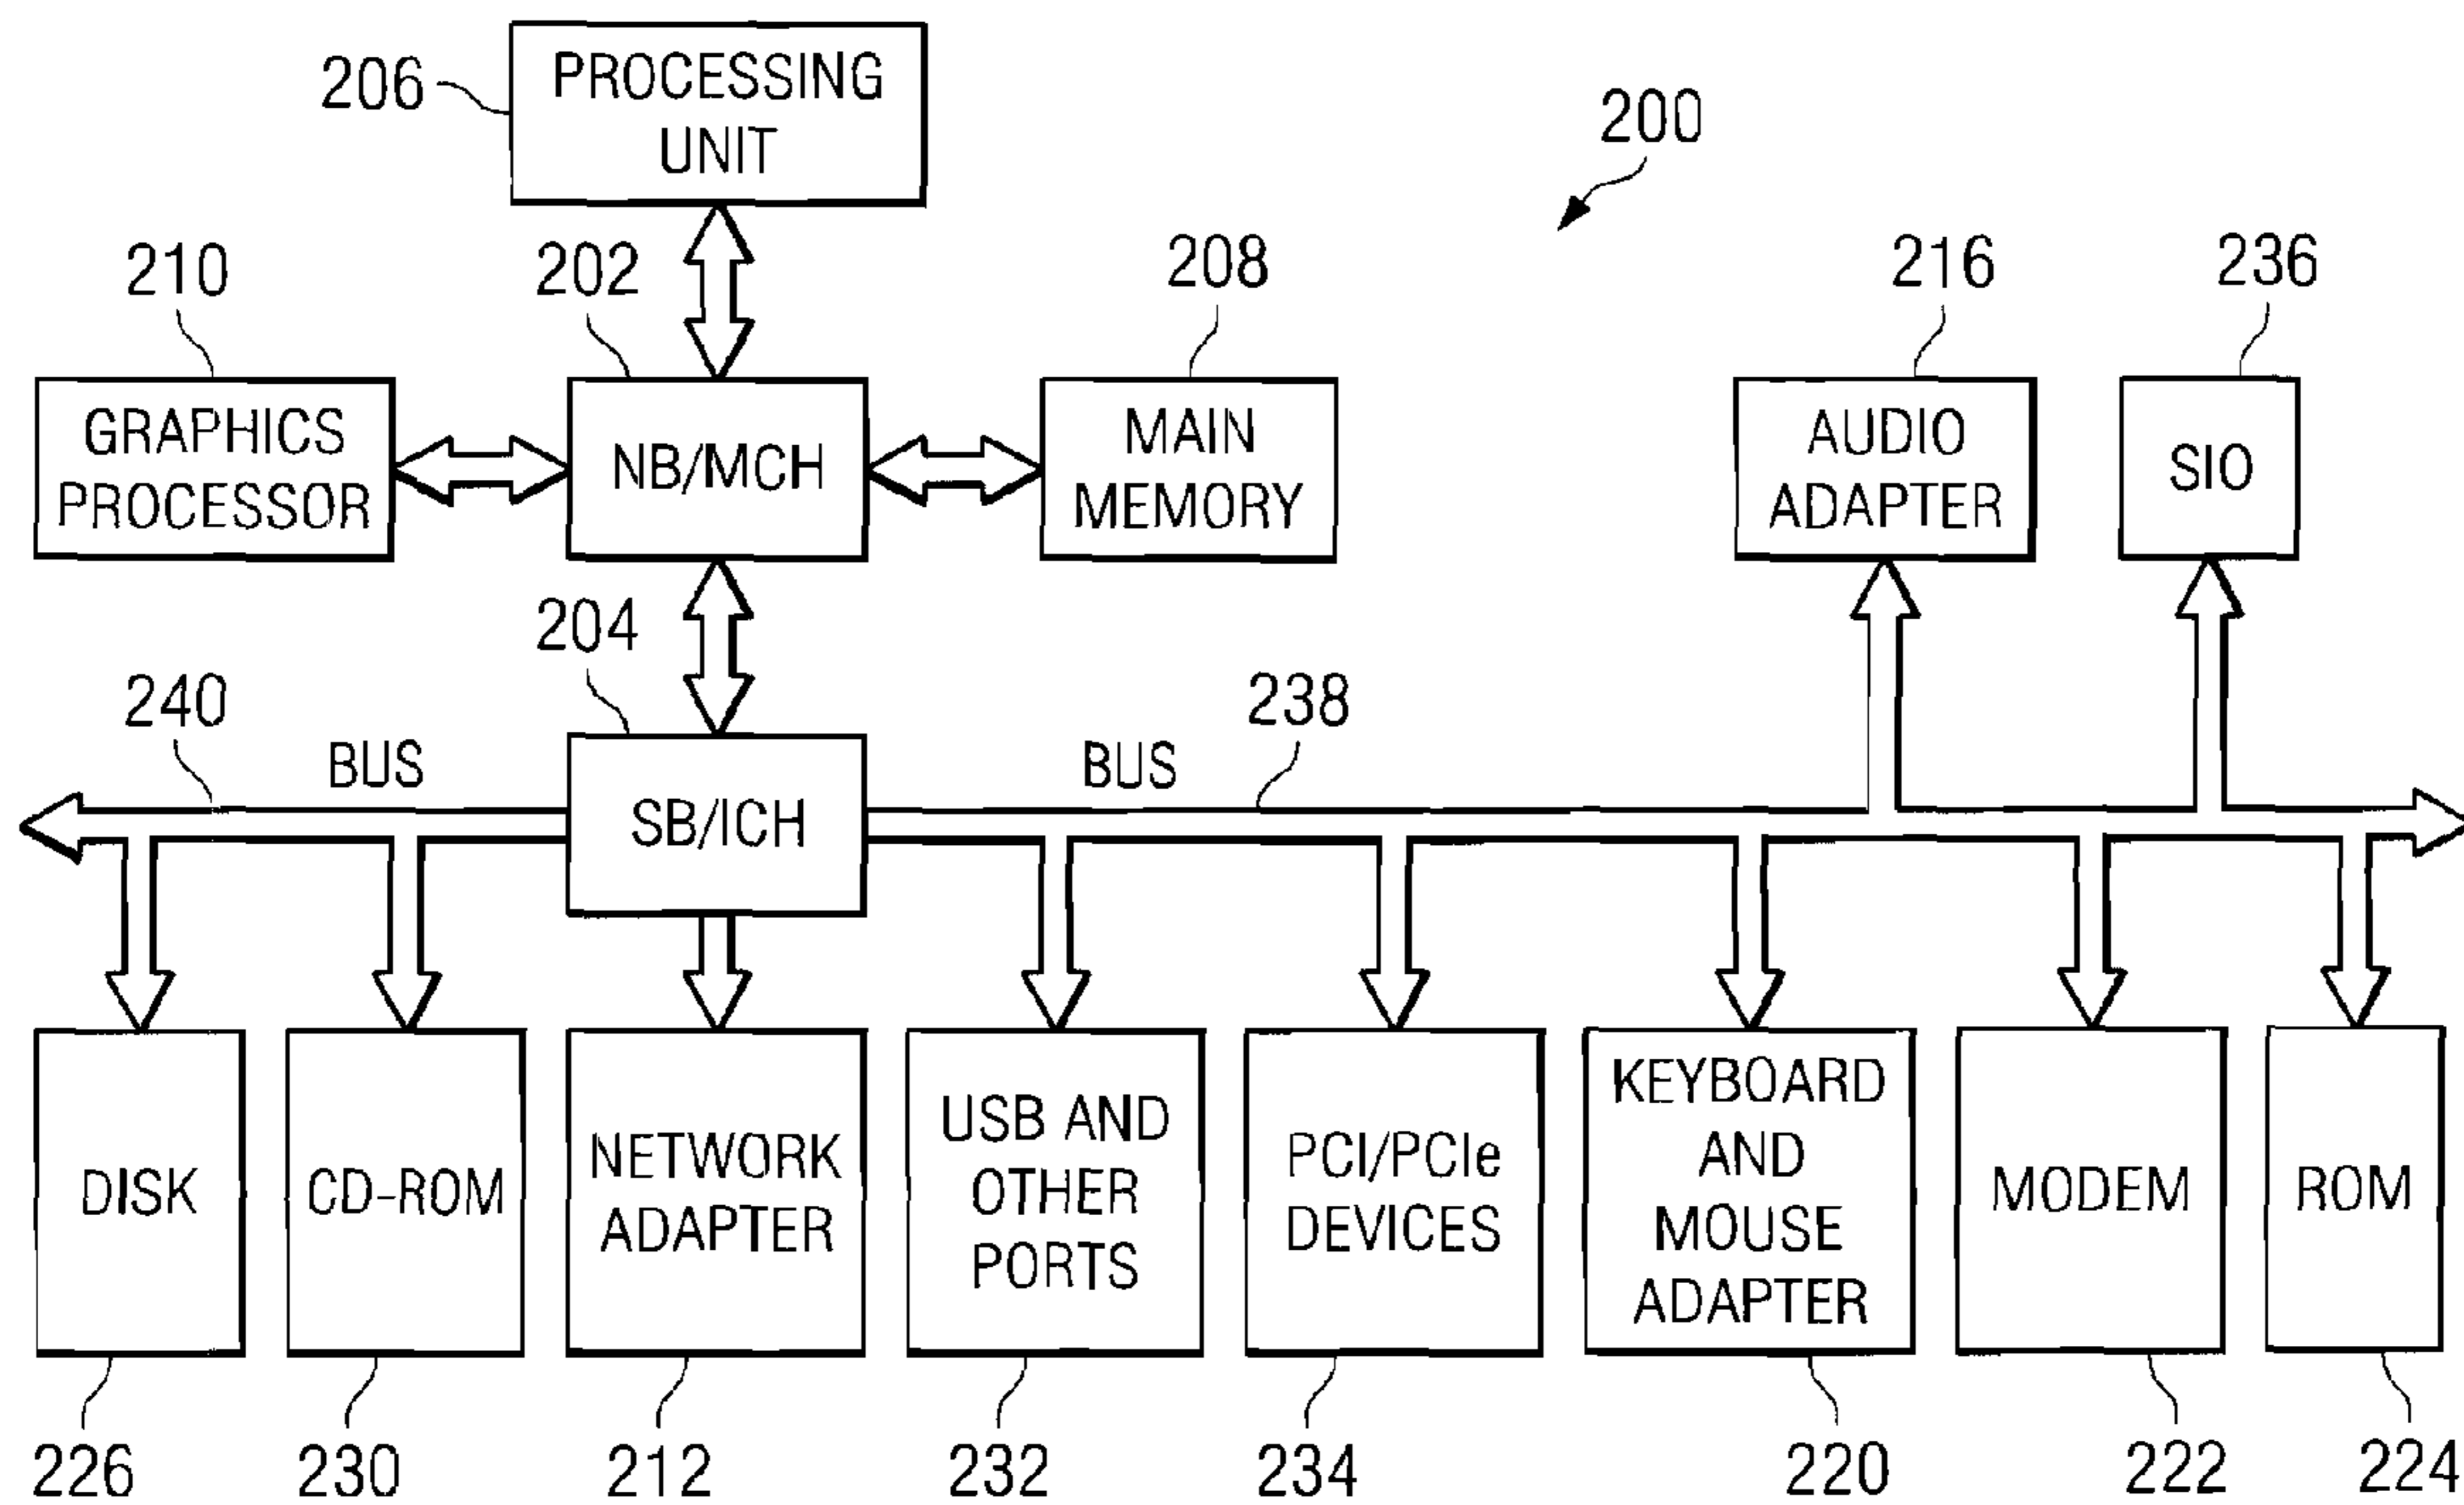 206
PROCESSING
UNIT
200
210
202
208
216
236
GRAPHICS
PROCESSOR
NB/MCH
MAIN
MEMORY
AUDIO
ADAPTER
SIO
204
240
BUS
SB/ICH
BUS
238
DISK
CD-ROM
NETWORK
ADAPTER
USB AND
OTHER
PORTS
PCI/PCIe
DEVICES
KEYBOARD
AND
MOUSE
ADAPTER
MODEM
ROM
226
230
212
232
234
220
222
224